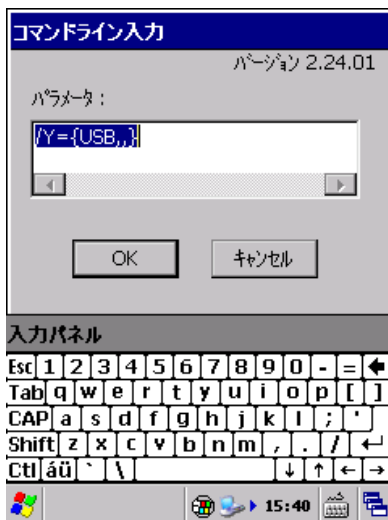 コマンドライン入力
バージョン 2.24.01
パラメータ：
/Y={USB,,}
OK
キャンセル
入力パネル
Esc 1 2 3 4 5 6 7 8 9 0 - =
Tab q w e r t y u i o p [ ]
CAP a s d f g h j k l ; '
Shift z x c v b n m , . /
Ctl áü ` \
15:40